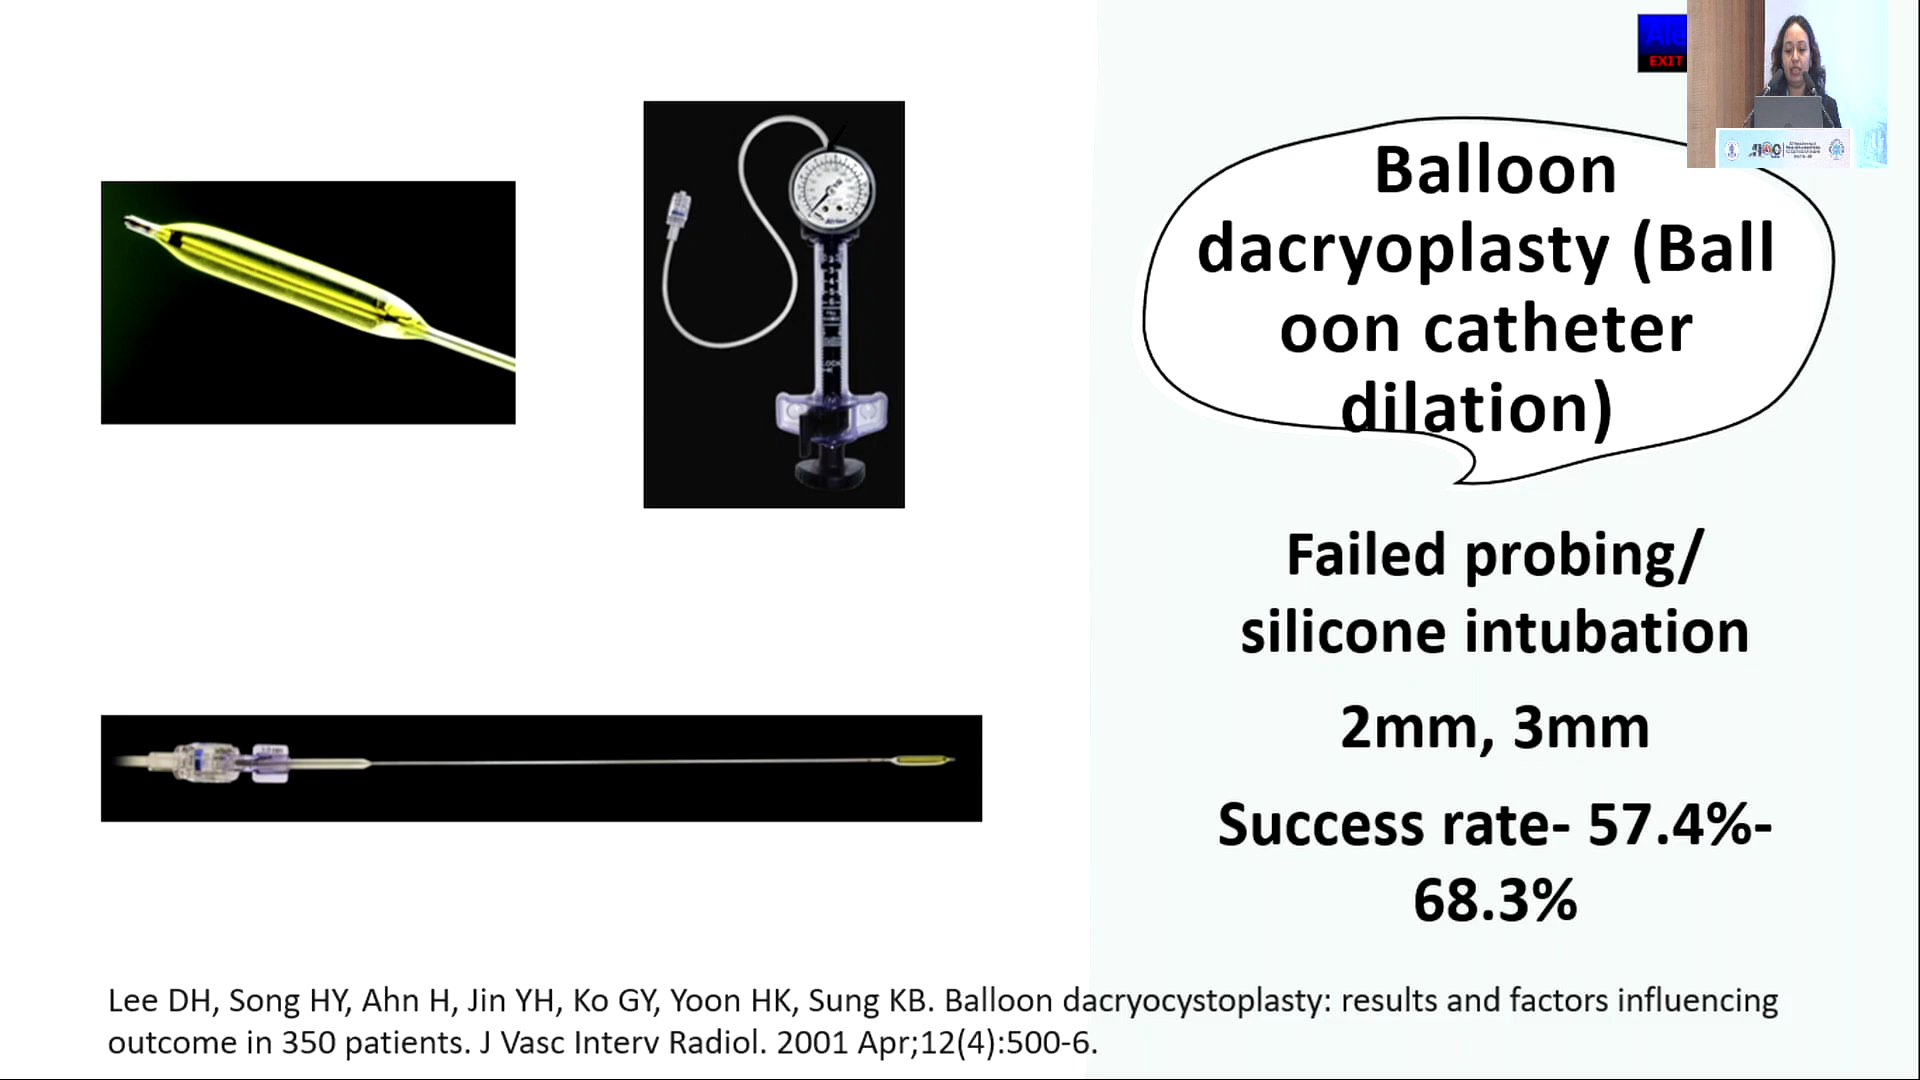 EXIT
Balloon
dacryoplasty (Ball
oon catheter
dilation)
Failed probing/
silicone intubation
2mm, 3mm
Success rate- 57.4%-
68.3%
Lee DH, Song HY, Ahn H, Jin YH, Ko GY, Yoon HK, Sung KB. Balloon dacryocystoplasty: results and factors influencing
outcome in 350 patients. J Vasc Interv Radiol. 2001 Apr;12(4):500-6.